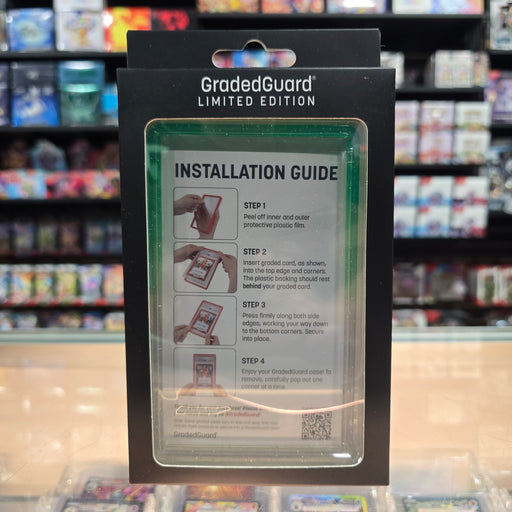 GradedGuard®
LIMITED EDITION
INSTALLATION GUIDE
STEP 1
Peel off inner and outer
protective plastic film.
STEP 2
Insert graded card, as shown,
into the top edge and corners.
The plastic backing should rest
behind your graded card.
STEP 3
Press firmly along both side
edges, working your way down
to the bottom corners. Secure
into place.
STEP 4
Enjoy your GradedGuard case! To
remove, carefully pop out one
corner at a time.
GradedGuard®